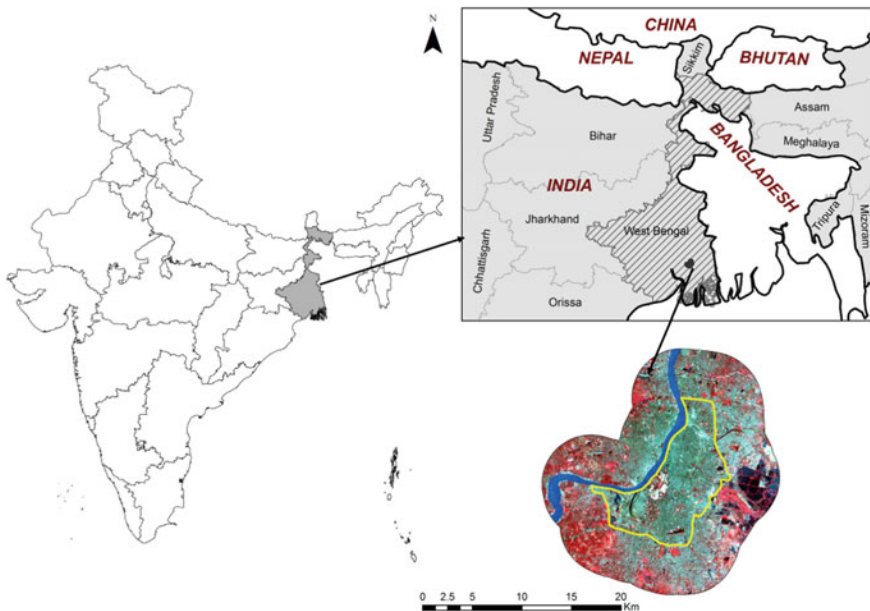 N
CHINA
NEPAL
Sikkim
BHUTAN
Uttar Pradesh
Bihar
Assam
Meghalaya
BANGLADESH
INDIA
Jharkhand
West Bengal
Tripura
Mizoram
Chhattisgarh
Orissa
0 2.5 5 10 15 20
Km